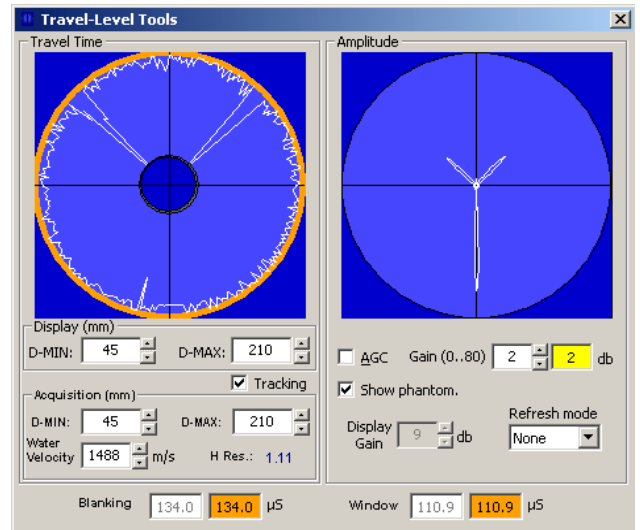 Travel-Level Tools
Travel Time
Amplitude
Display (mm)
D-MIN: 45 D-MAX: 210
Tracking
Acquisition (mm)
D-MIN: 45 D-MAX: 210
Water
Velocity 1488 m/s H Res.: 1.11
AGC Gain (0..80) 2 2 db
Show phantom.
Display
Gain 9 db
Refresh mode
None
Blanking 134.0 134.0 µS Window 110.9 110.9 µS